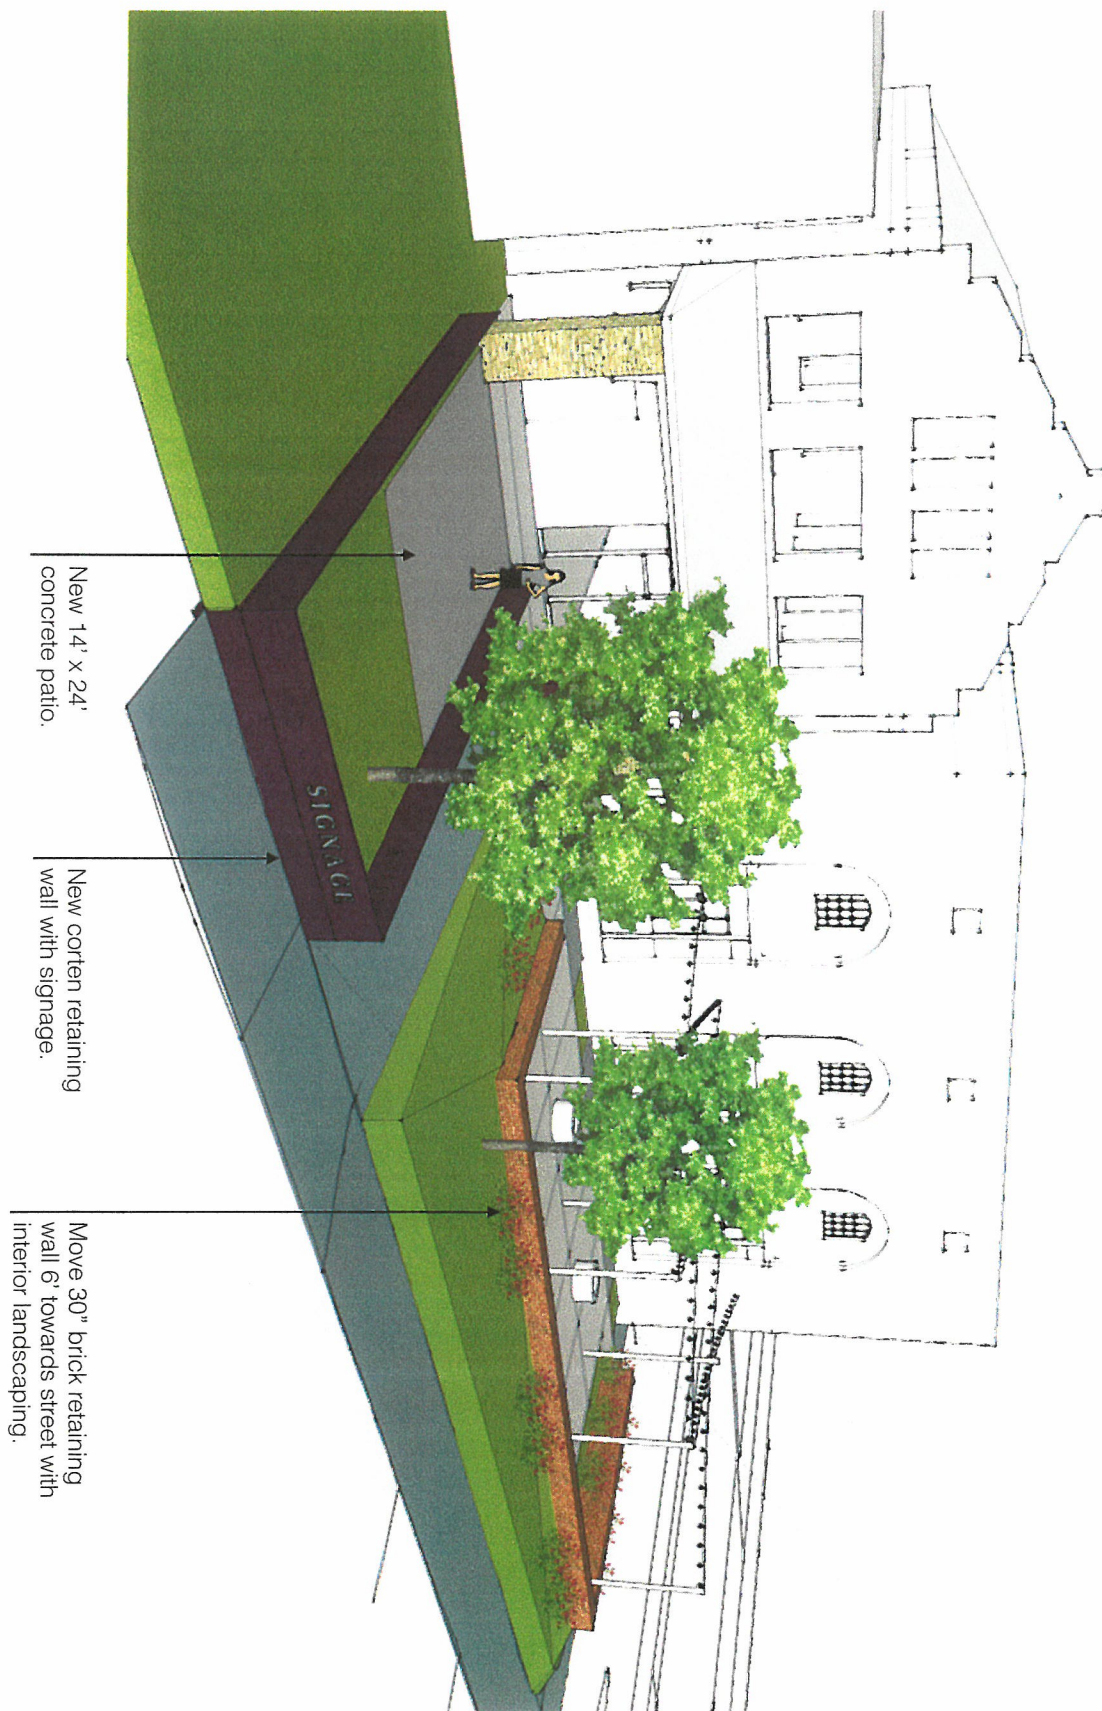 SIGNAGE
New 14' x 24'
concrete patio.
New corten retaining
wall with signage.
Move 30" brick retaining
wall 6' towards street with
interior landscaping.